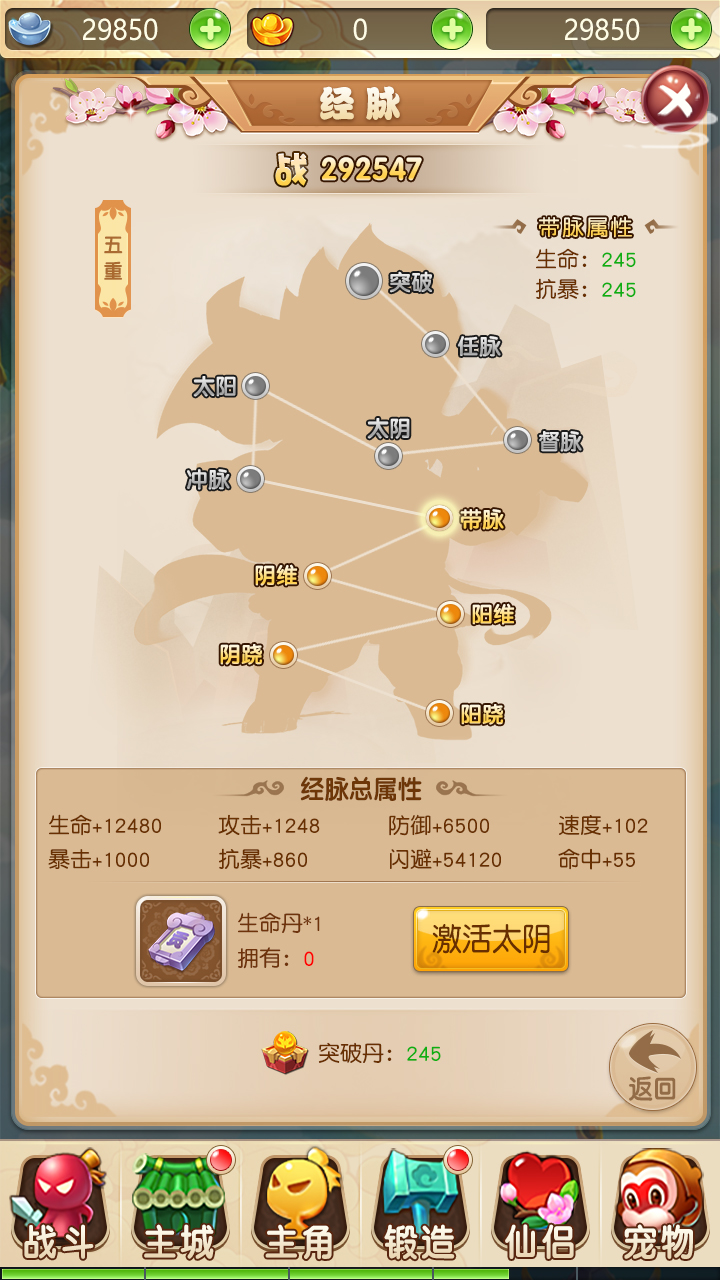 29850 0 29850
经脉
战 292547
五重
带脉属性
生命：245
抗暴：245
突破
任脉
太阳
太阴
督脉
冲脉
带脉
阴维
阳维
阴跷
阳跷
经脉总属性
生命+12480 攻击+1248 防御+6500 速度+102
暴击+1000 抗暴+860 闪避+54120 命中+55
生命丹*1
拥有：0
激活太阴
突破丹：245
返回
战斗 主城 主角 锻造 仙侣 宠物